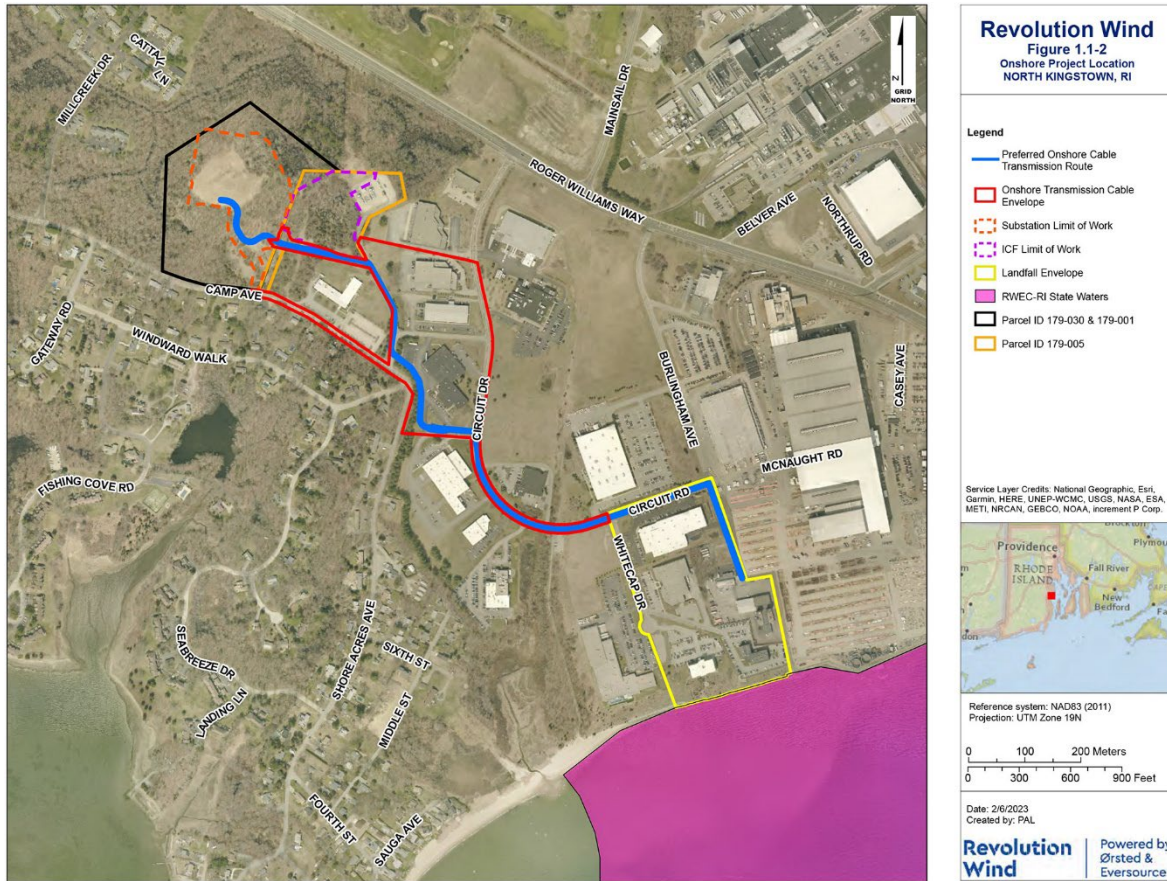 CATTAIL LN
MILLCREEK DR
MAINSAIL DR
GRID
NORTH
N
ROGER WILLIAMS WAY
BELVER AVE
NORTHRUP RD
CAMP AVE
GATEWAY RD
WINDWARD WALK
CIRCUIT DR
BURLINGHAM AVE
CASEY AVE
MCNAUGHT RD
FISHING COVE RD
CIRCUIT RD
WHITECAP DR
SEABREEZE DR
SHORE ACRES AVE
SIXTH ST
LANDING LN
MIDDLE ST
FOURTH ST
SAUGA AVE
Revolution Wind
Figure 1.1-2
Onshore Project Location
NORTH KINGSTOWN, RI
Legend
Preferred Onshore Cable
Transmission Route
Onshore Transmission Cable
Envelope
Substation Limit of Work
ICF Limit of Work
Landfall Envelope
RWEC-RI State Waters
Parcel ID 179-030 & 179-001
Parcel ID 179-005
Service Layer Credits: National Geographic, Esri,
Garmin, HERE, UNEP-WCMC, USGS, NASA, ESA,
METI, NRCAN, GEBCO, NOAA, increment P Corp.
Providence
RHODE
ISLAND
Fall River
New
Bedford
Reference system: NAD83 (2011)
Projection: UTM Zone 19N
0 100 200 Meters
0 300 600 900 Feet
Date: 2/6/2023
Created by: PAL
Revolution
Wind
Powered by
Ørsted &
Eversource